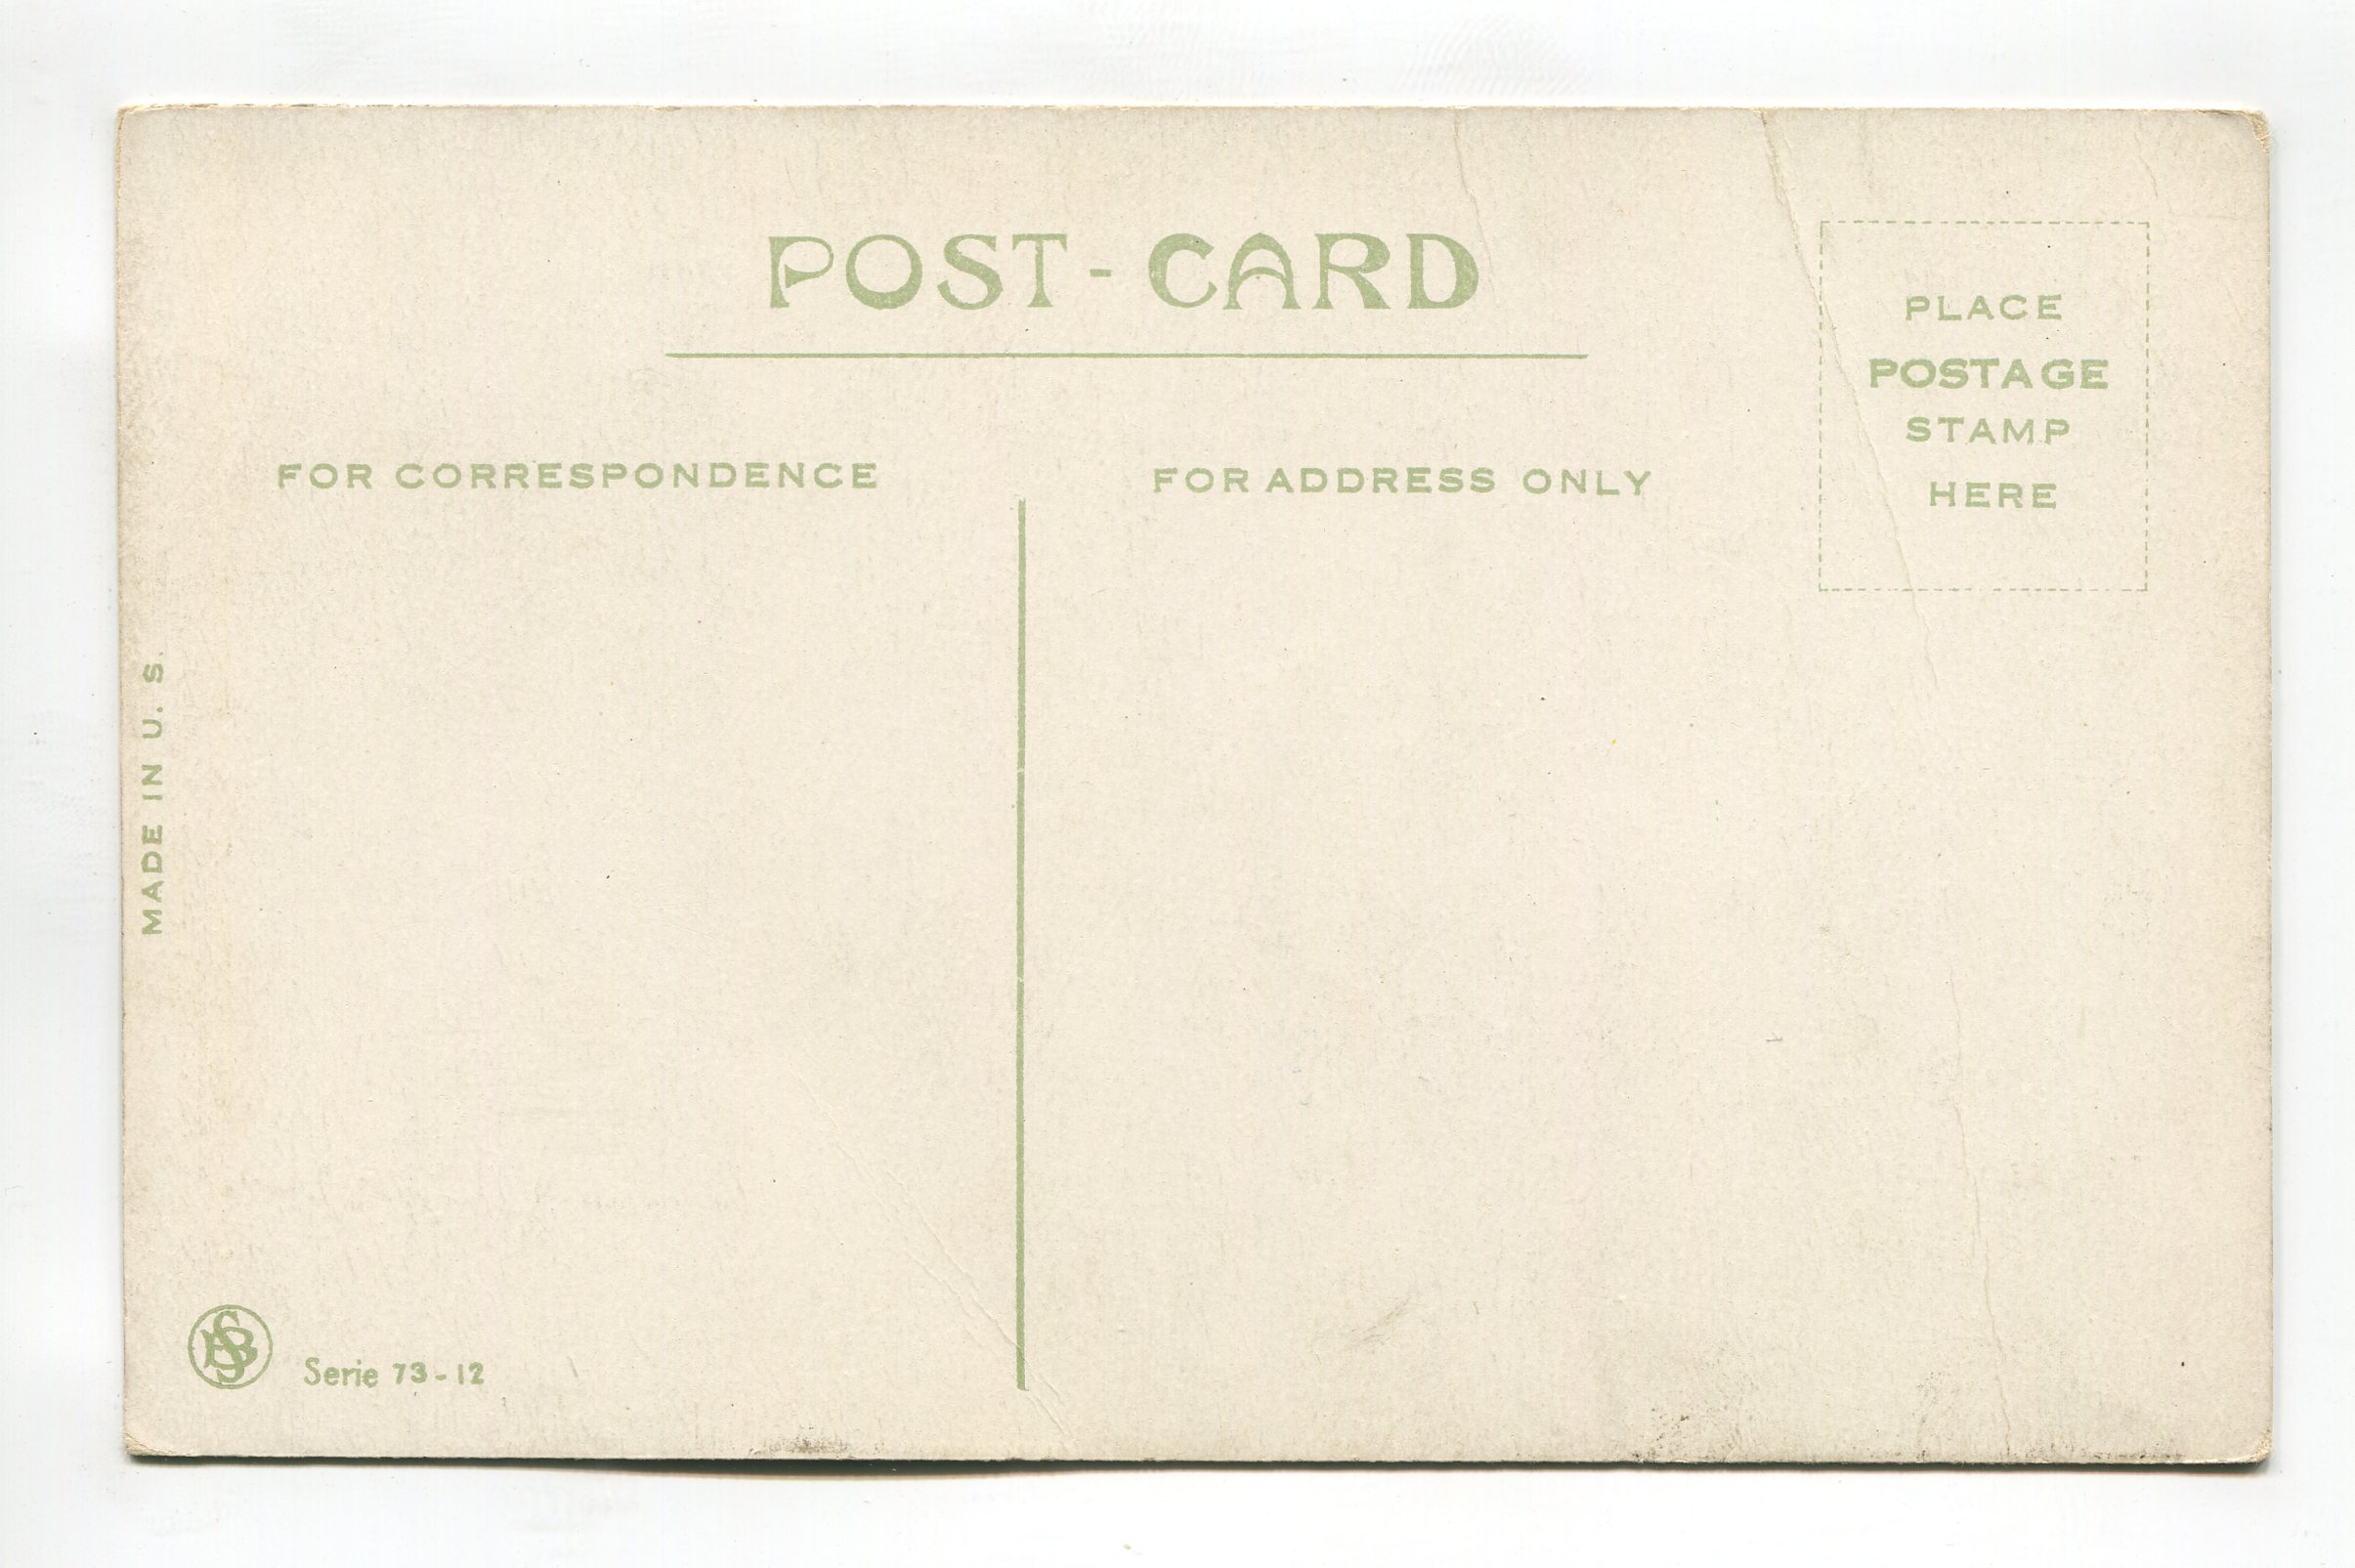 POST-CARD
PLACE
POSTAGE
STAMP
HERE
FOR CORRESPONDENCE
FOR ADDRESS ONLY
MADE IN U. S.
Serie 73-12